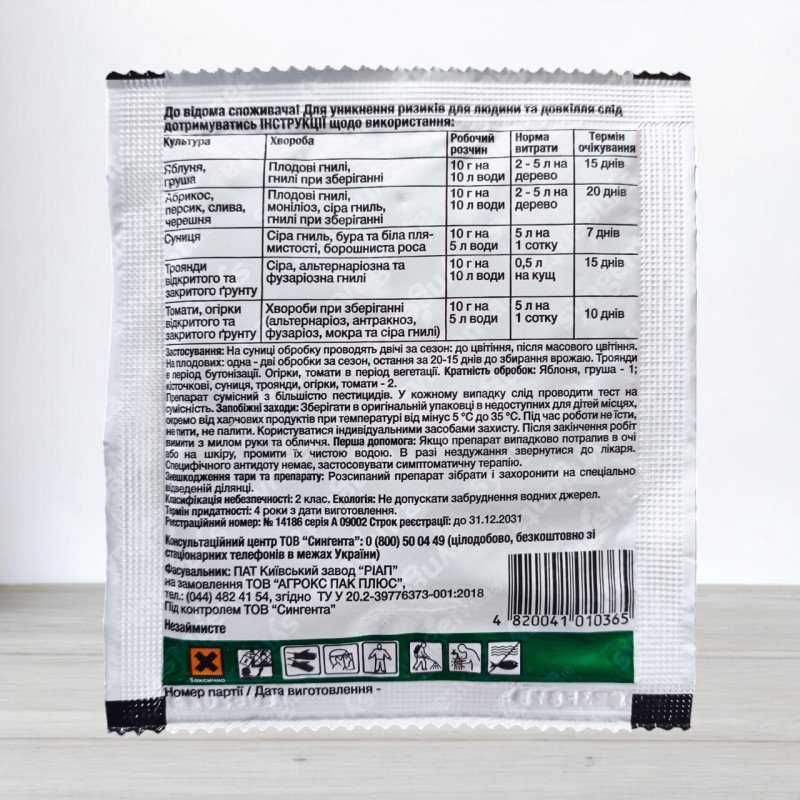 До відома споживача! Для уникнення ризиків для людини та довкілля слід
дотримуватись ІНСТРУКЦІЇ щодо використання:
Культура Хвороба Робочий розчин Норма витрати Термін очікування
Яблуня, груша Плодові гнилі, гнилі при зберіганні 10 г на 10 л води 2 - 5 л на дерево 15 днів
Абрикос, персик, слива, черешня Плодові гнилі, моніліоз, сіра гниль, гнилі при зберіганні 10 г на 10 л води 2 - 5 л на дерево 20 днів
Суниця Сіра гниль, бура та біла пля-мистості, борошниста роса 10 г на 5 л води 5 л на 1 сотку 7 днів
Троянди відкритого та закритого ґрунту Сіра, альтернаріозна та фузаріозна гнилі 10 г на 10 л води 0,5 л на кущ 15 днів
Томати, огірки відкритого та закритого ґрунту Хвороби при зберіганні (альтернаріоз, антракноз, фузаріоз, мокра та сіра гнилі) 10 г на 5 л води 5 л на 1 сотку 10 днів
Застосування: На суниці обробку проводять двічі за сезон: до цвітіння, після масового цвітіння.
На плодових: одна - дві обробки за сезон, остання за 20-15 днів до збирання врожаю. Троянди
в період бутонізації. Огірки, томати в період вегетації. Кратність обробок: Яблоня, груша - 1;
кісточкові, суниця, троянди, огірки, томати - 2.
Препарат сумісний з більшістю пестицидів. У кожному випадку слід проводити тест на
сумісність. Запобіжні заходи: Зберігати в оригінальній упаковці в недоступних для дітей місцях,
окремо від харчових продуктів при температурі від мінус 5 °С до 35 °С. Під час роботи не їсти,
не пити, не палити. Користуватися індивідуальними засобами захисту. Після закінчення робіт
вимити з милом руки та обличчя. Перша допомога: Якщо препарат випадково потрапив в очі
або на шкіру, промити їх чистою водою. В разі нездужання звернутися до лікаря.
Специфічного антидоту немає, застосовувати симптоматичну терапію.
Знешкодження тари та препарату: Розсипаний препарат зібрати і захоронити на спеціально
відведеній ділянці.
Класифікація небезпечності: 2 клас. Екологія: Не допускати забруднення водних джерел.
Термін придатності: 4 роки з дати виготовлення.
Реєстраційний номер: № 14186 серія А 09002 Строк реєстрації: до 31.12.2031
Консультаційний центр ТОВ "Сингента": 0 (800) 50 04 49 (цілодобово, безкоштовно зі
стаціонарних телефонів в межах України)
Фасувальник: ПАТ Київський завод "РІАП"
на замовлення ТОВ "АГРОКС ПАК ПЛЮС",
тел.: (044) 482 41 54, згідно ТУ У 20.2-39776373-001:2018
Під контролем ТОВ "Сингента"
Незаймисте
4 820041 010365
Токсично
Номер партії / Дата виготовлення -